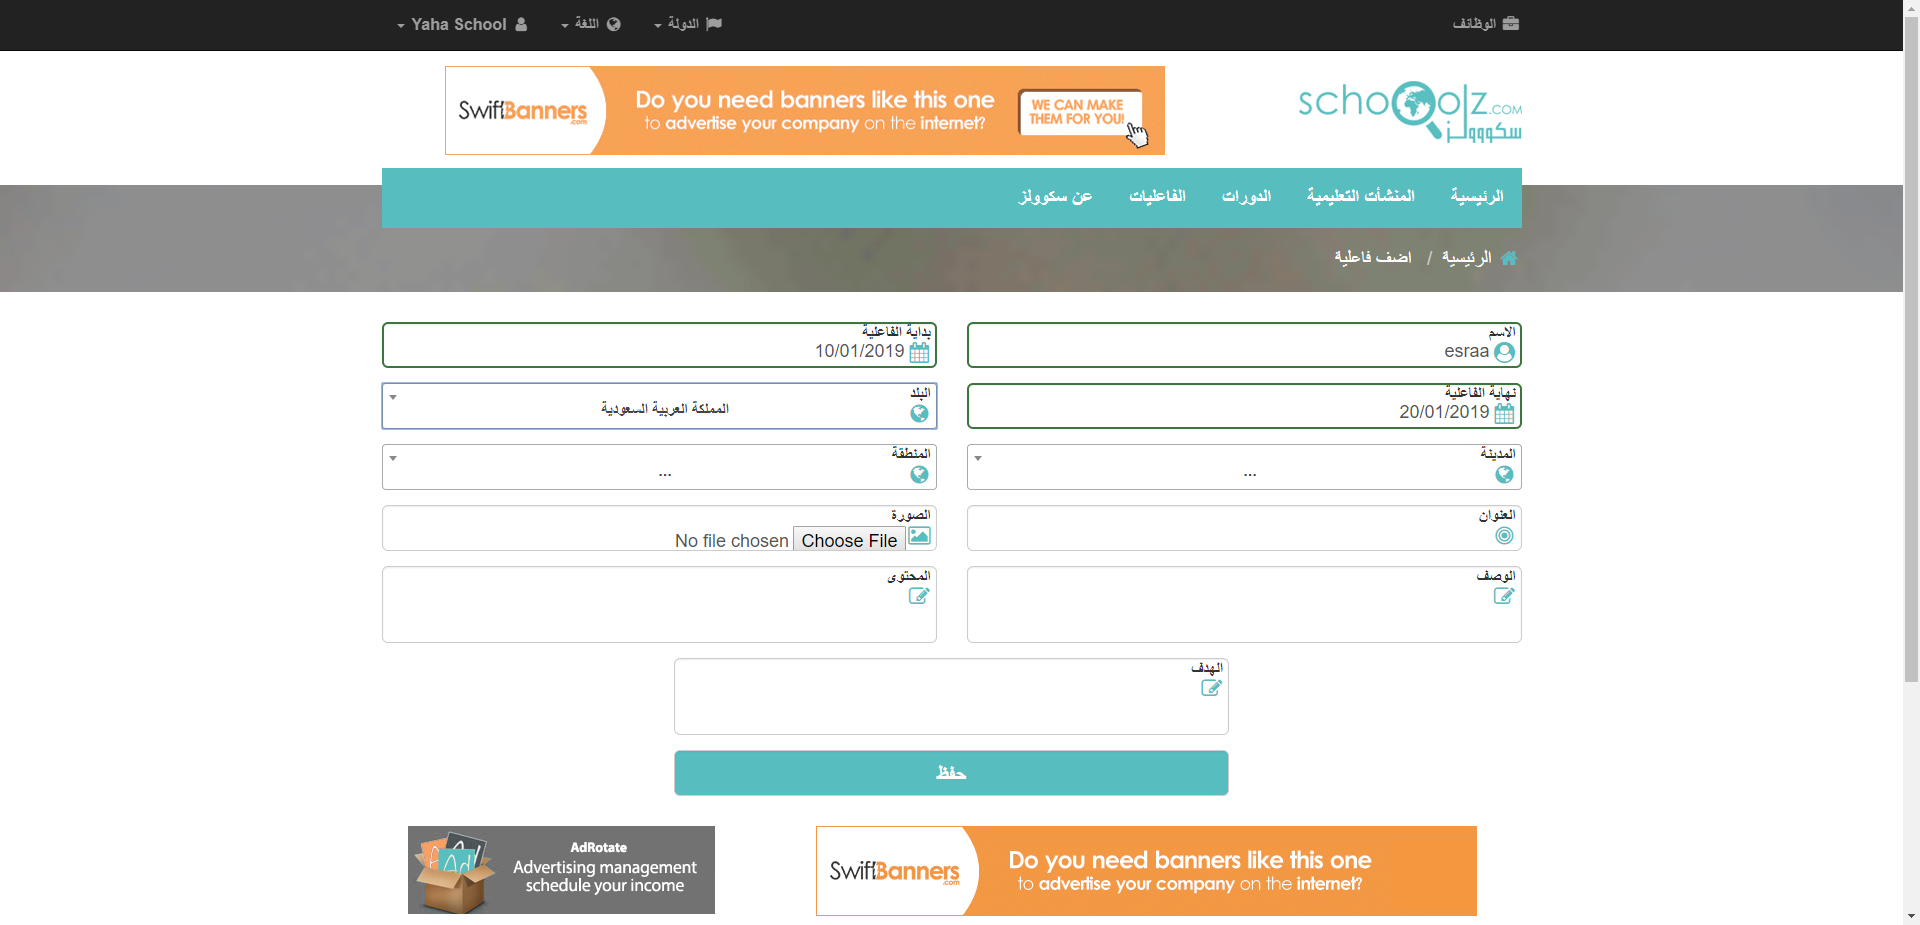 الوظائف
الدولة
اللغة
Yaha School
SwiftBanners.com
Do you need banners like this one
to advertise your company on the internet?
WE CAN MAKE
THEM FOR YOU!
schoolz.com
سكووولز
الرئيسية
المنشأت التعليمية
الدورات
الفاعليات
عن سكوولز
الرئيسية / اضف فاعلية
الاسم
esraa
بداية الفاعلية
10/01/2019
نهاية الفاعلية
20/01/2019
البلد
المملكة العربية السعودية
المدينة
...
المنطقة
...
العنوان
الصورة
Choose File No file chosen
الوصف
المحتوى
الهدف
حفظ
SwiftBanners.com
Do you need banners like this one
to advertise your company on the internet?
Ad
AdRotate
Advertising management
schedule your income